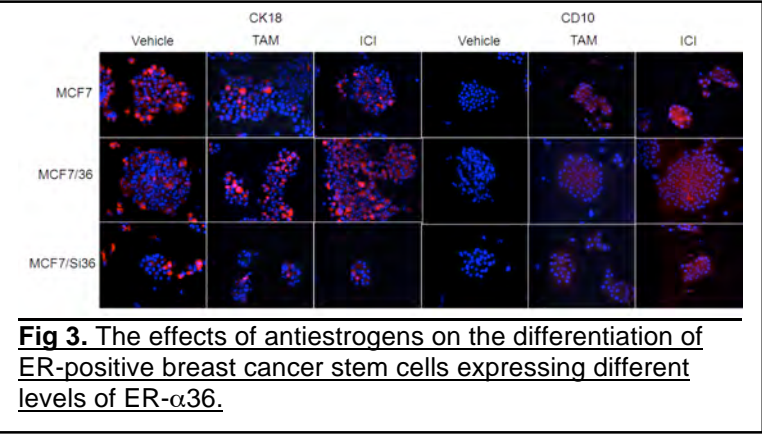 CK18 CD10
Vehicle TAM ICI Vehicle TAM ICI
MCF7
MCF7/36
MCF7/Si36
Fig 3. The effects of antiestrogens on the differentiation of
ER-positive breast cancer stem cells expressing different
levels of ER-α36.